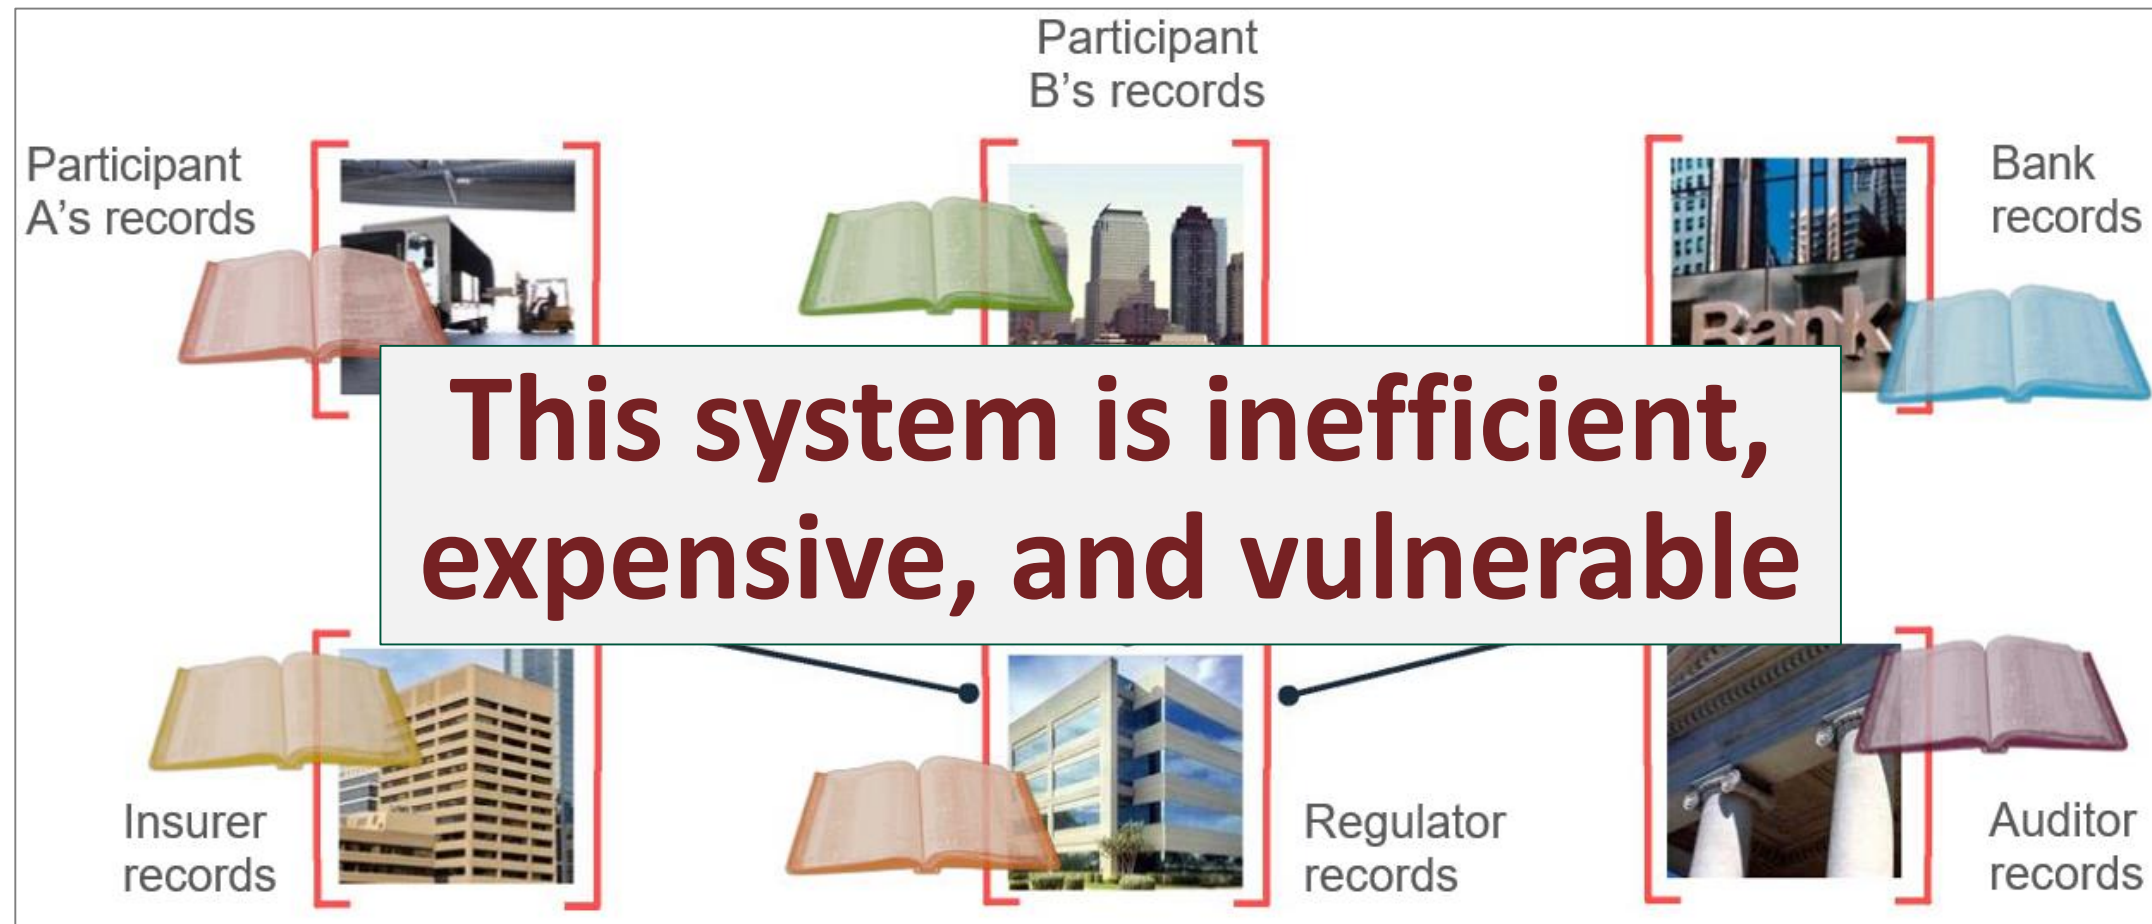 Participant
B's records
Participant
A's records
Bank
records
Bank
This system is inefficient,
expensive, and vulnerable
Insurer
records
Regulator
records
Auditor
records